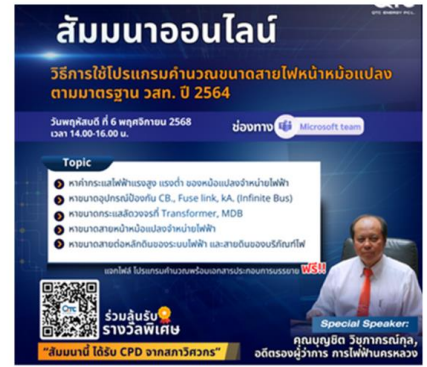 QTC ENERGY PCL.
สัมมนาออนไลน์
วิธีการใช้โปรแกรมคำนวณขนาดสายไฟหน้าหม้อแปลง
ตามมาตรฐาน วสท. ปี 2564
วันพฤหัสบดี ที่ 6 พฤศจิกายน 2568
เวลา 14.00-16.00 น.
ช่องทาง Microsoft team
Topic
หาค่ากระแสไฟฟ้าแรงสูง แรงต่ำ ของหม้อแปลงจำหน่ายไฟฟ้า
หาขนาดอุปกรณ์ป้องกัน CB., Fuse link, kA. (Infinite Bus)
หาขนาดกระแสลัดวงจรที่ Transformer, MDB
หาขนาดสายหน้าหม้อแปลงจำหน่ายไฟฟ้า
หาขนาดสายต่อหลักดินของระบบไฟฟ้า และสายดินของบริภัณฑ์ไฟ
แจกไฟล์ โปรแกรมคำนวณพร้อมเอกสารประกอบการบรรยาย ฟรี!!
QTC
ร่วมลุ้นรับ
รางวัลพิเศษ
"สัมมนานี้ ได้รับ CPD จากสภาวิศวกร"
Special Speaker:
คุณบุญชิต วิชุภากรณ์กุล,
อดีตรองผู้ว่าการ การไฟฟ้านครหลวง